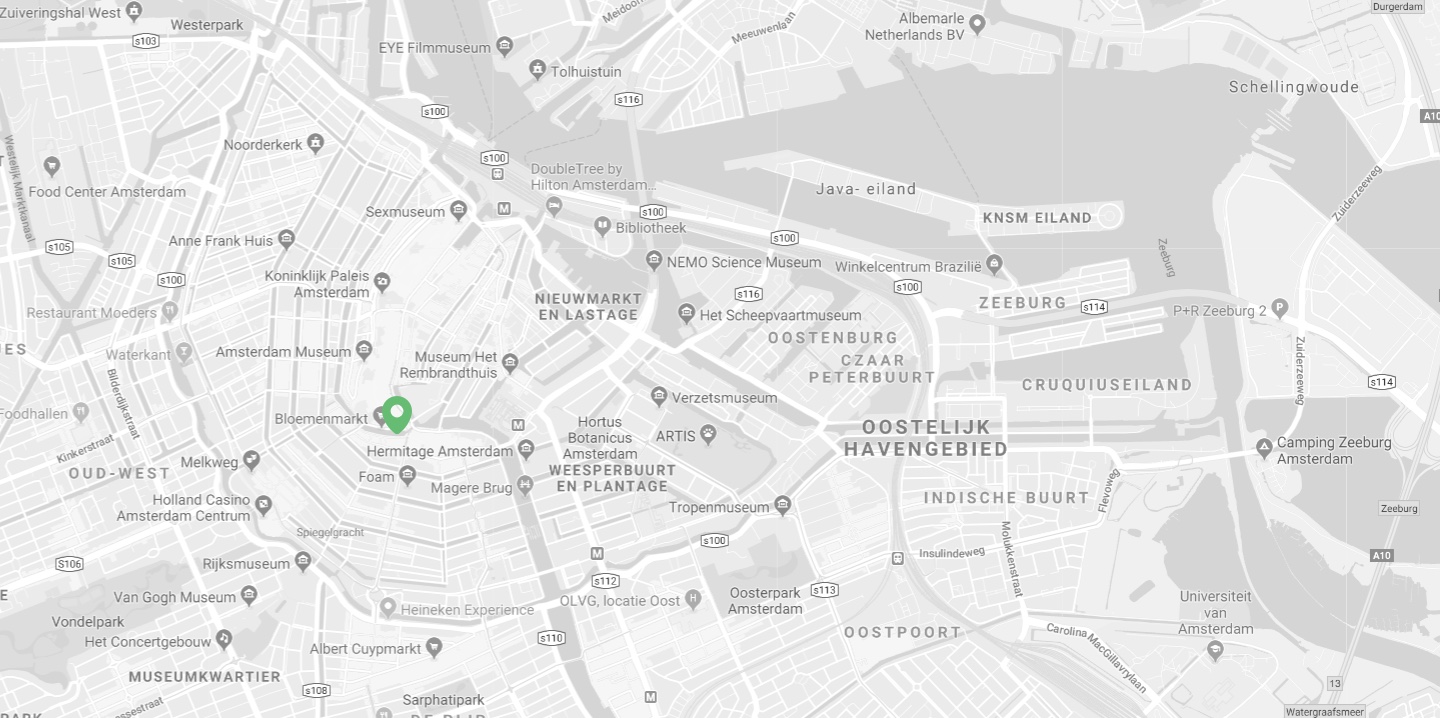 Zuiveringshal West
Westerpark
s103
EYE Filmmuseum
Tolhuistuin
Meeuwenlaan
Albemarle
Netherlands BV
Durgerdam
Schellingwoude
s116
s100
A10
Noorderkerk
s100
Westelijk Marktkanaal
Food Center Amsterdam
DoubleTree by
Hilton Amsterdam...
Java- eiland
Zuiderzeeweg
Sexmuseum
M
s100
KNSM EILAND
Bibliotheek
Anne Frank Huis
s105
s105
s100
s100
NEMO Science Museum
Winkelcentrum Brazilië
Zeeburg
Koninklijk Paleis
Amsterdam
s100
s116
NIEUWMARKT
EN LASTAGE
ZEEBURG
s114
P+R Zeeburg 2
P
Restaurant Moeders
Het Scheepvaartmuseum
OOSTENBURG
Waterkant
Amsterdam Museum
Museum Het
Rembrandthuis
CZAAR
PETERBUURT
CRUQUIUSEILAND
s114
Zuiderzeeweg
Bilderdijkstraat
Verzetsmuseum
Foodhallen
Bloemenmarkt
M
Hortus
Botanicus
Amsterdam
ARTIS
OOSTELIJK
HAVENGEBIED
Kinkerstraat
Camping Zeeburg
Amsterdam
Hermitage Amsterdam
Melkweg
OUD-WEST
Foam
Magere Brug
WEESPERBUURT
EN PLANTAGE
INDISCHE BUURT
Flevoweg
Holland Casino
Amsterdam Centrum
Tropenmuseum
Zeeburg
Spiegelgracht
s100
Insulindeweg
Molukkenstraat
A10
S106
Rijksmuseum
M
s112
s113
Van Gogh Museum
Heineken Experience
OLVG, locatie Oost
H
Oosterpark
Amsterdam
Universiteit
van
Amsterdam
Vondelpark
Het Concertgebouw
s110
OOSTPOORT
Carolina MacGillavrylaan
Albert Cuypmarkt
MUSEUMKWARTIER
s108
Sarphatipark
M
13
Watergraafsmeer